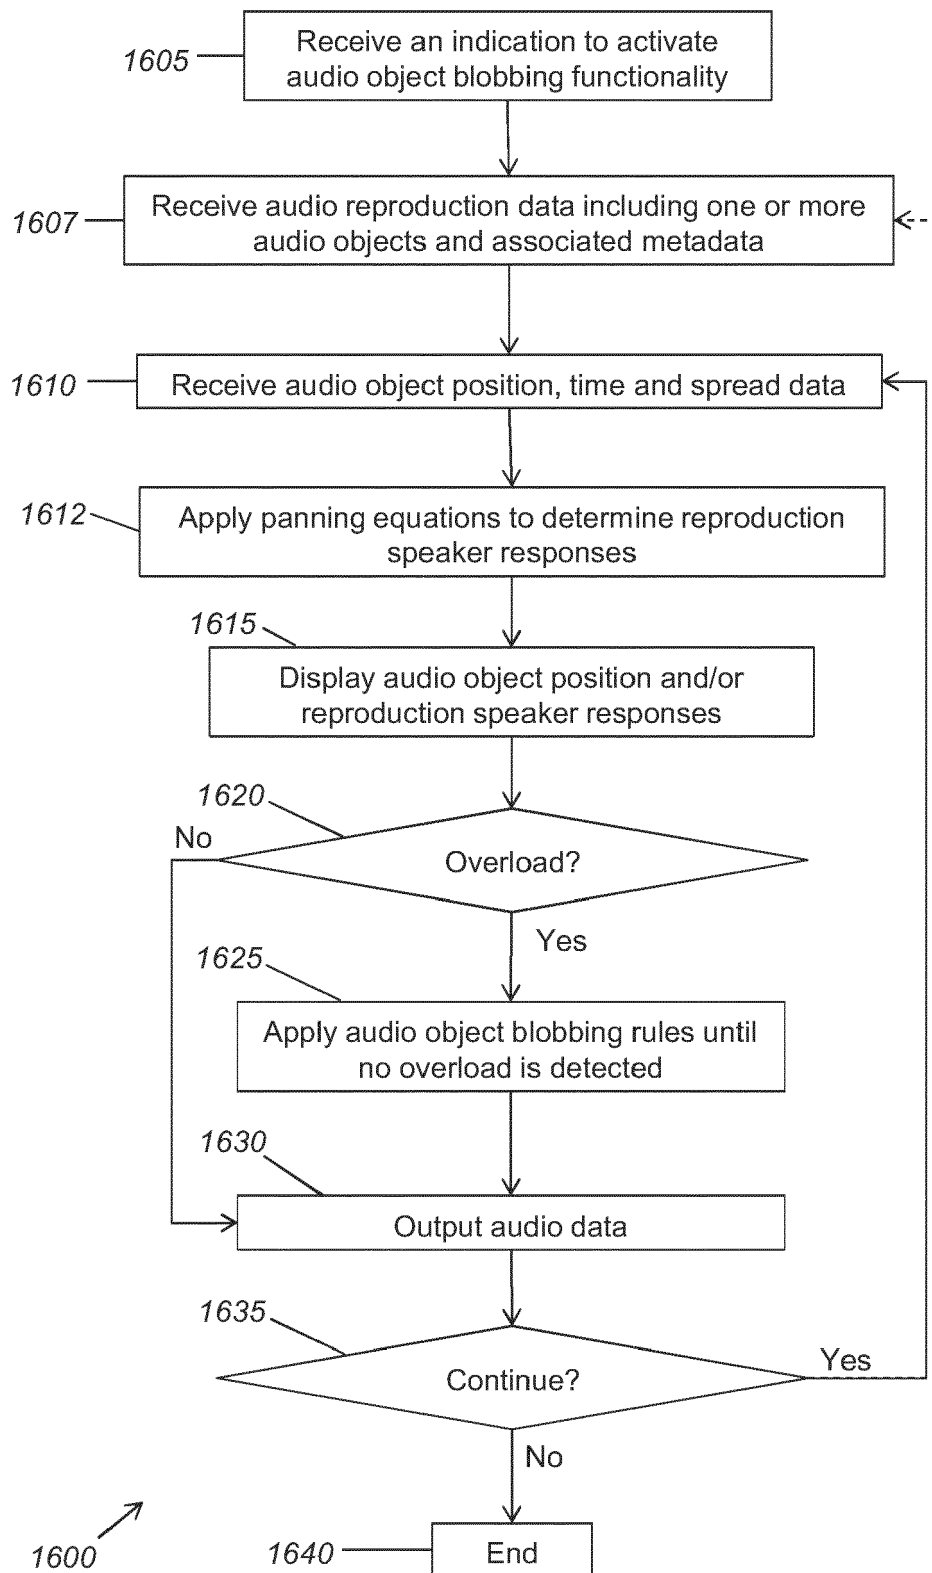 Receive an indication to activate
audio object blobbing functionality
1605
Receive audio reproduction data including one or more
audio objects and associated metadata
1607
Receive audio object position, time and spread data
1610
Apply panning equations to determine reproduction
speaker responses
1612
1615
Display audio object position and/or
reproduction speaker responses
1620
No
Overload?
Yes
1625
Apply audio object blobbing rules until
no overload is detected
1630
Output audio data
1635
Continue?
Yes
No
1600
1640
End